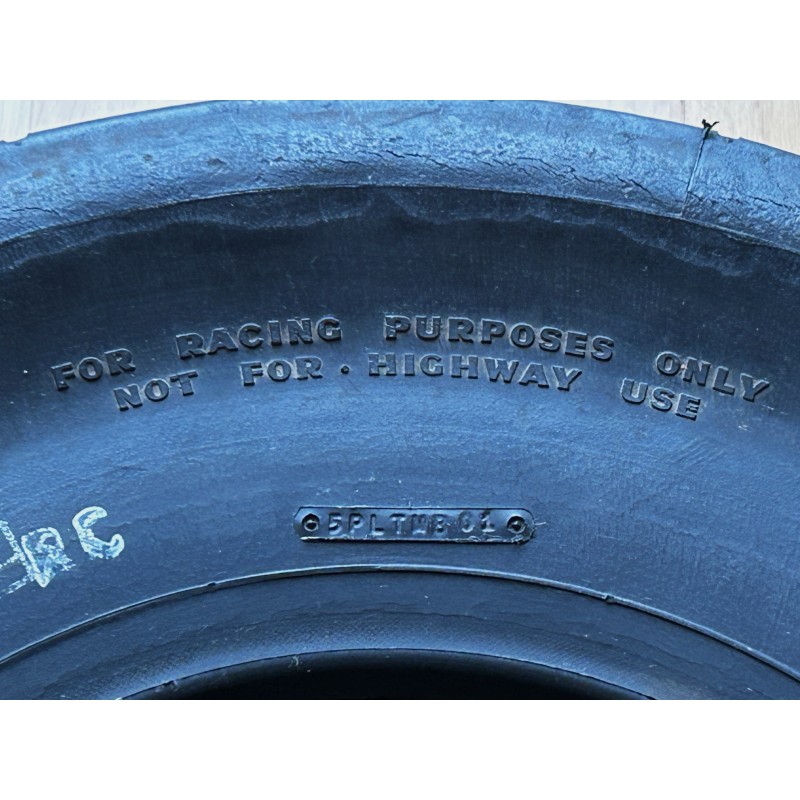 FOR RACING PURPOSES ONLY
NOT FOR · HIGHWAY USE
5PLTWB 01